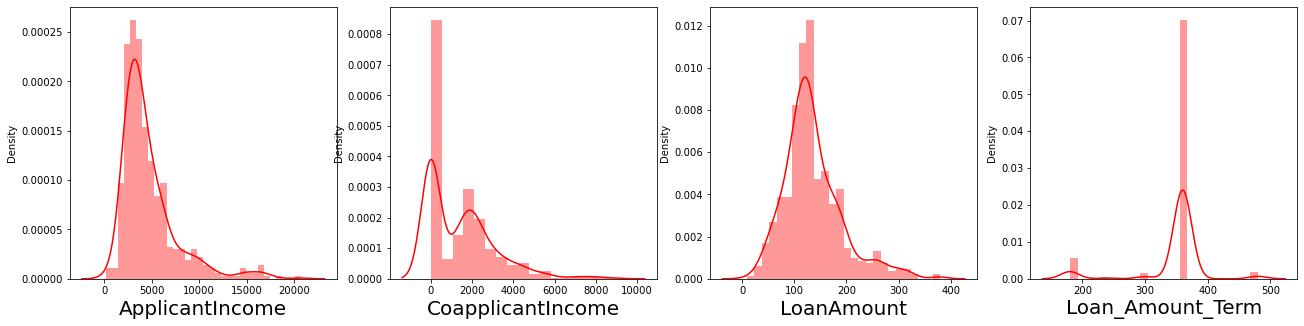 0.00025
0.00020
0.00015
0.00010
0.00005
0.00000
Density
0 5000 10000 15000 20000
ApplicantIncome
0.0008
0.0007
0.0006
0.0005
0.0004
0.0003
0.0002
0.0001
0.0000
Density
0 2000 4000 6000 8000 10000
CoapplicantIncome
0.012
0.010
0.008
0.006
0.004
0.002
0.000
Density
0 100 200 300 400
LoanAmount
0.07
0.06
0.05
0.04
0.03
0.02
0.01
0.00
Density
200 300 400 500
Loan_Amount_Term